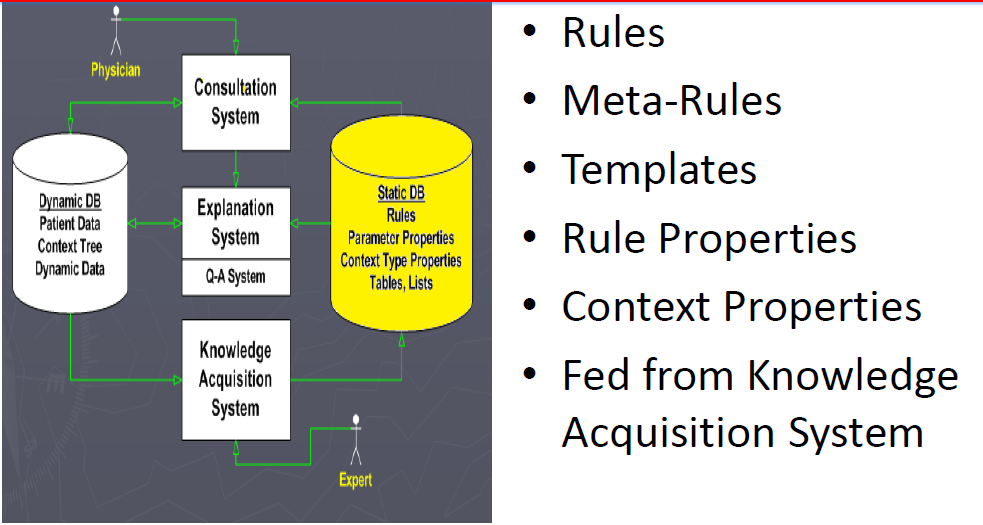 Physician
Consultation
System
Dynamic DB
Patient Data
Context Tree
Dynamic Data
Explanation
System
Q-A System
Static DB
Rules
Parameter Properties
Context Type Properties
Tables, Lists
Knowledge
Acquisition
System
Expert
• Rules
• Meta-Rules
• Templates
• Rule Properties
• Context Properties
• Fed from Knowledge
Acquisition System